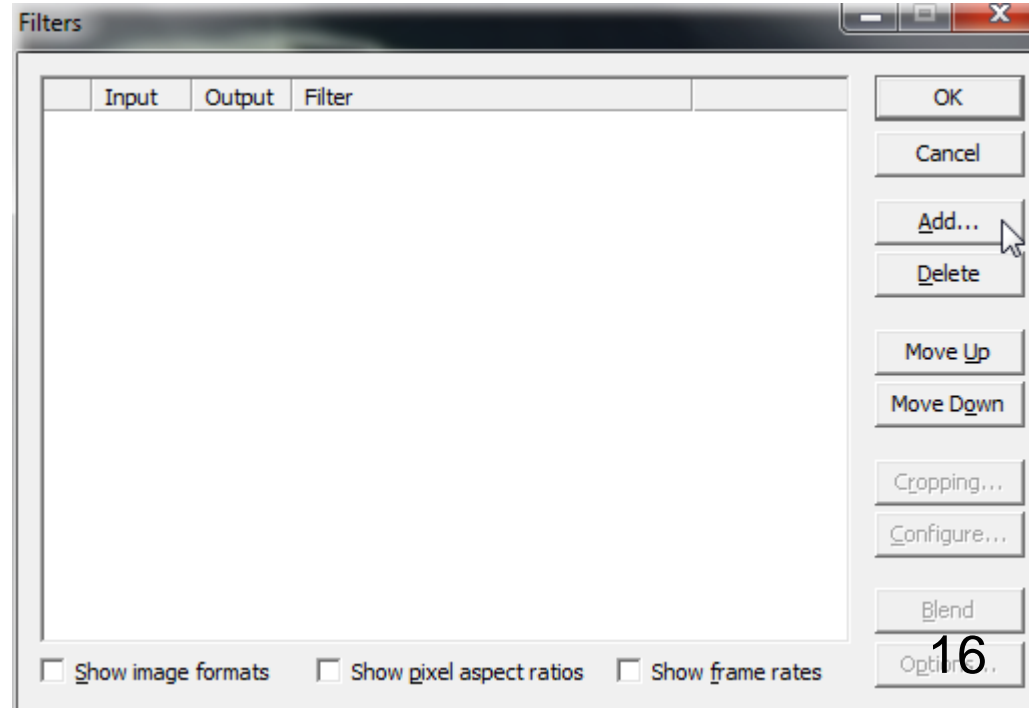 Filters
Input Output Filter
OK
Cancel
Add...
Delete
Move Up
Move Down
Cropping...
Configure...
Blend
Options...
16
Show image formats Show pixel aspect ratios Show frame rates